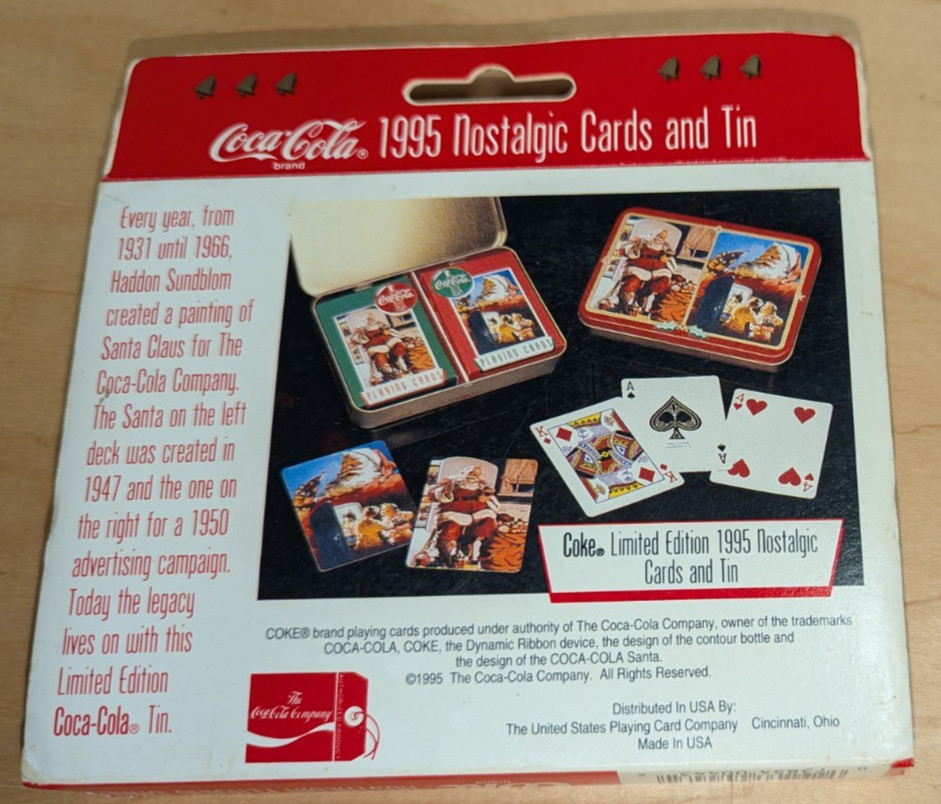 Coca-Cola® 1995 Nostalgic Cards and Tin
brand
Every year, from
1931 until 1966,
Haddon Sundblom
created a painting of
Santa Claus for The
Coca-Cola Company.
The Santa on the left
deck was created in
1947 and the one on
the right for a 1950
advertising campaign.
Today the legacy
lives on with this
Limited Edition
Coca-Cola® Tin.
Coca-Cola
PLAYING CARDS
Coca-Cola
PLAYING CARDS
K
K
A
A
4
4
Coke® Limited Edition 1995 Nostalgic
Cards and Tin
COKE® brand playing cards produced under authority of The Coca-Cola Company, owner of the trademarks
COCA-COLA, COKE, the Dynamic Ribbon device, the design of the contour bottle and
the design of the COCA-COLA Santa.
©1995 The Coca-Cola Company. All Rights Reserved.
The
Coca-Cola Company
AUTHORIZED PRODUCT
Distributed In USA By:
The United States Playing Card Company Cincinnati, Ohio
Made In USA